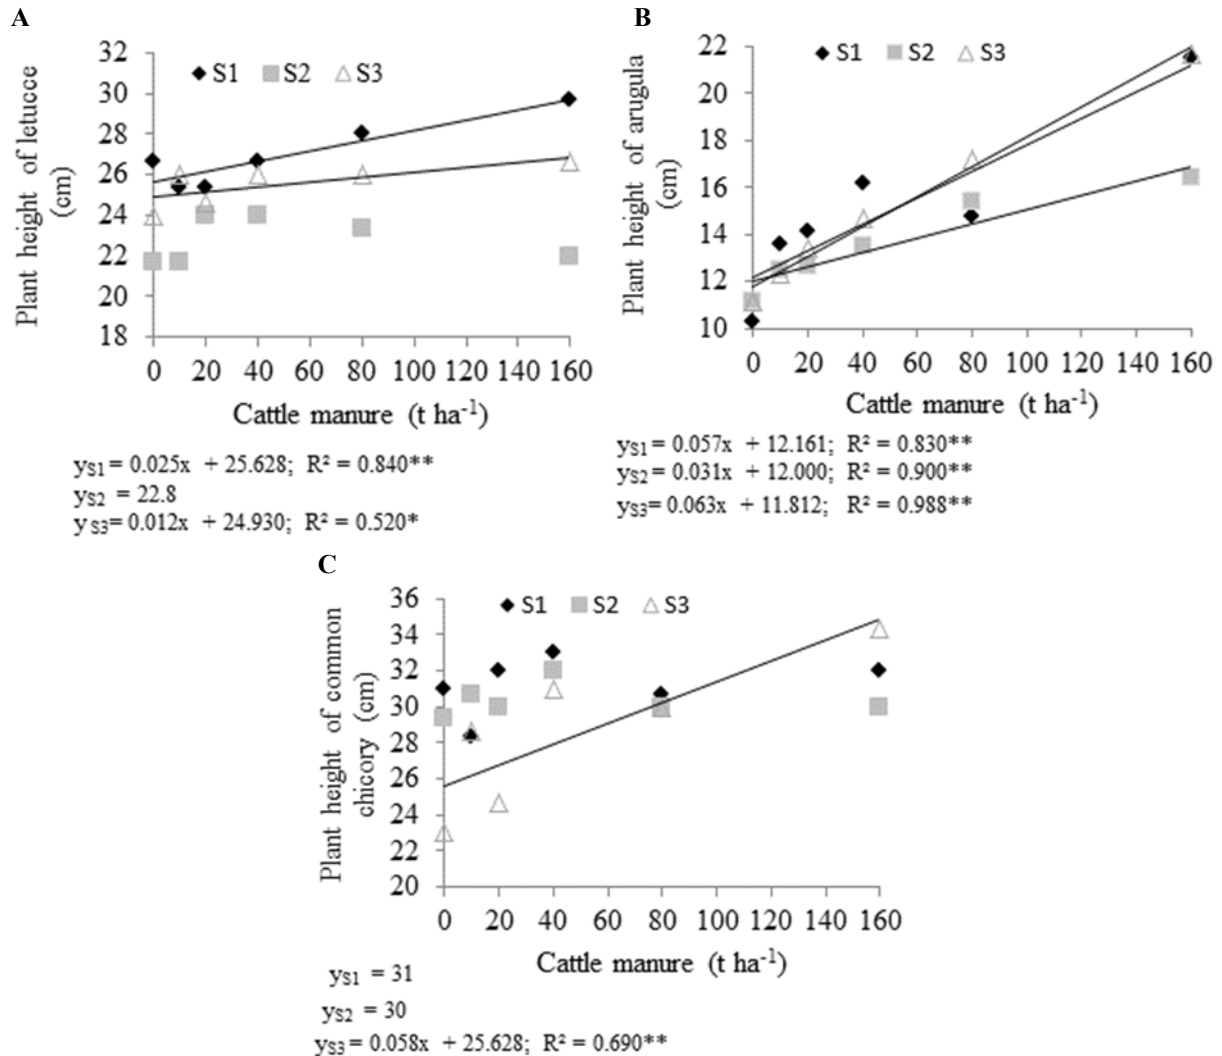 A
Plant height of letucce
(cm)
32
30
28
26
24
22
20
18
S1 S2 S3
0 20 40 60 80 100 120 140 160
Cattle manure (t ha-1)
yS1 = 0.025x + 25.628; R² = 0.840**
yS2 = 22.8
yS3= 0.012x + 24.930; R² = 0.520*
B
Plant height of arugula
(cm)
22
20
18
16
14
12
10
S1 S2 S3
0 20 40 60 80 100 120 140 160
Cattle manure (t ha-1)
yS1 = 0.057x + 12.161; R² = 0.830**
yS2 = 0.031x + 12.000; R² = 0.900**
yS3= 0.063x + 11.812; R² = 0.988**
C
Plant height of common
chicory (cm)
36
34
32
30
28
26
24
22
20
S1 S2 S3
0 20 40 60 80 100 120 140 160
Cattle manure (t ha-1)
yS1 = 31
yS2 = 30
yS3 = 0.058x + 25.628; R² = 0.690**